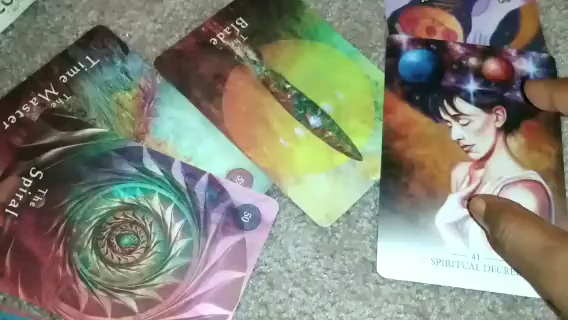 The
Time Master
The
Blade
The
Spiral
50
41
SPIRITUAL DECREE